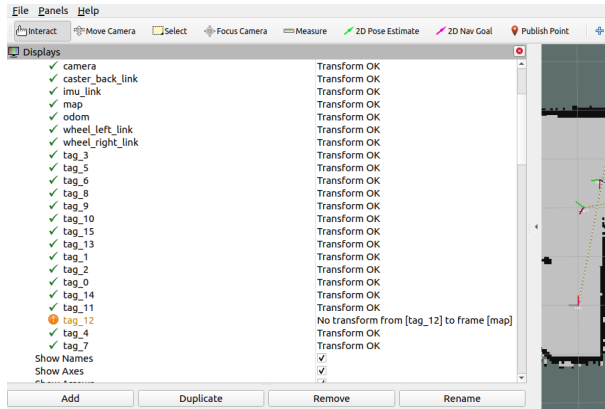 File Panels Help
Interact Move Camera Select Focus Camera Measure 2D Pose Estimate 2D Nav Goal Publish Point
Displays
camera Transform OK
caster_back_link Transform OK
imu_link Transform OK
map Transform OK
odom Transform OK
wheel_left_link Transform OK
wheel_right_link Transform OK
tag_3 Transform OK
tag_5 Transform OK
tag_6 Transform OK
tag_8 Transform OK
tag_9 Transform OK
tag_10 Transform OK
tag_15 Transform OK
tag_13 Transform OK
tag_1 Transform OK
tag_2 Transform OK
tag_0 Transform OK
tag_14 Transform OK
tag_11 Transform OK
tag_12 No transform from [tag_12] to frame [map]
tag_4 Transform OK
tag_7 Transform OK
Show Names
Show Axes
Show Arrows
Add Duplicate Remove Rename